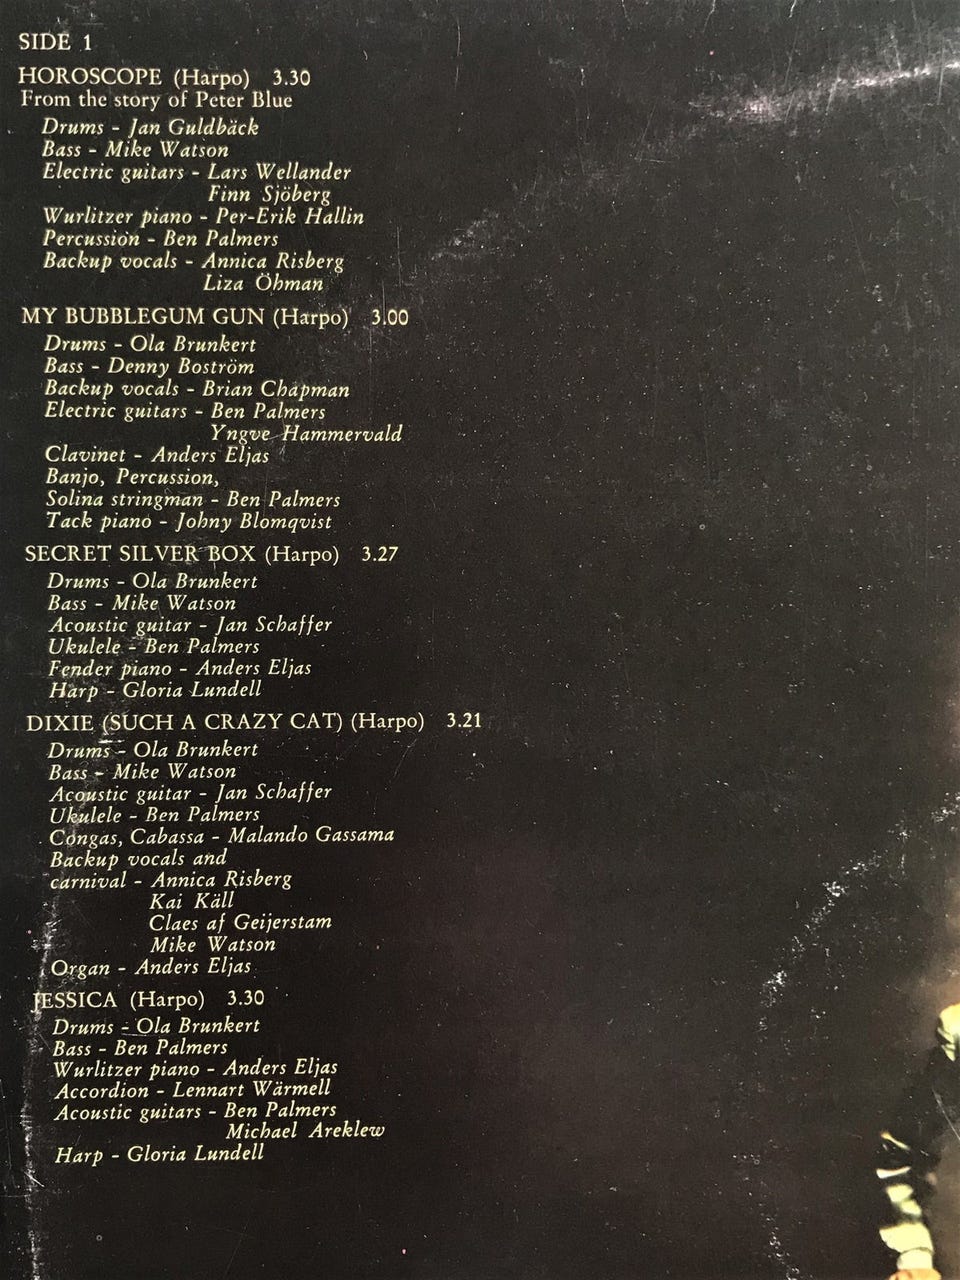 SIDE 1
HOROSCOPE (Harpo) 3.30
From the story of Peter Blue
Drums - Jan Guldbäck
Bass - Mike Watson
Electric guitars - Lars Wellander
Finn Sjöberg
Wurlitzer piano - Per-Erik Hallin
Percussion - Ben Palmers
Backup vocals - Annica Risberg
Liza Öhman
MY BUBBLEGUM GUN (Harpo) 3.00
Drums - Ola Brunkert
Bass - Denny Boström
Backup vocals - Brian Chapman
Electric guitars - Ben Palmers
Yngve Hammervald
Clavinet - Anders Eljas
Banjo, Percussion,
Solina stringman - Ben Palmers
Tack piano - Johny Blomqvist
SECRET SILVER BOX (Harpo) 3.27
Drums - Ola Brunkert
Bass - Mike Watson
Acoustic guitar - Jan Schaffer
Ukulele - Ben Palmers
Fender piano - Anders Eljas
Harp - Gloria Lundell
DIXIE (SUCH A CRAZY CAT) (Harpo) 3.21
Drums - Ola Brunkert
Bass - Mike Watson
Acoustic guitar - Jan Schaffer
Ukulele - Ben Palmers
Congas, Cabassa - Malando Gassama
Backup vocals and
carnival - Annica Risberg
Kai Käll
Claes af Geijerstam
Mike Watson
Organ - Anders Eljas
JESSICA (Harpo) 3.30
Drums - Ola Brunkert
Bass - Ben Palmers
Wurlitzer piano - Anders Eljas
Accordion - Lennart Wärmell
Acoustic guitars - Ben Palmers
Michael Areklew
Harp - Gloria Lundell